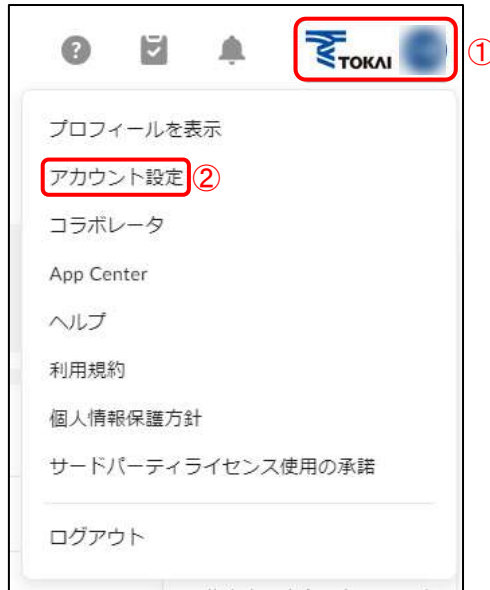 ?
TOKAI
①
プロフィールを表示
アカウント設定 ②
コラボレータ
App Center
ヘルプ
利用規約
個人情報保護方針
サードパーティライセンス使用の承諾
ログアウト